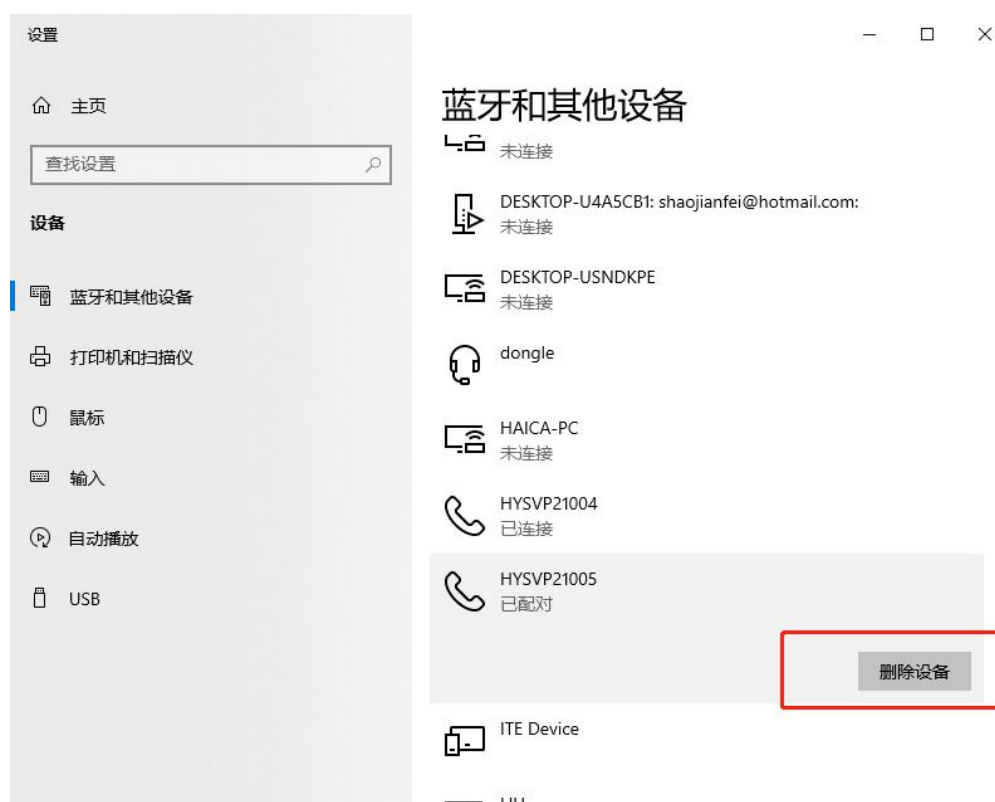 设置
主页
查找设置
设备
蓝牙和其他设备
打印机和扫描仪
鼠标
输入
自动播放
USB
蓝牙和其他设备
未连接
DESKTOP-U4A5CB1: shaojianfei@hotmail.com:
未连接
DESKTOP-USNDKPE
未连接
dongle
HAICA-PC
未连接
HYSVP21004
已连接
HYSVP21005
已配对
删除设备
ITE Device